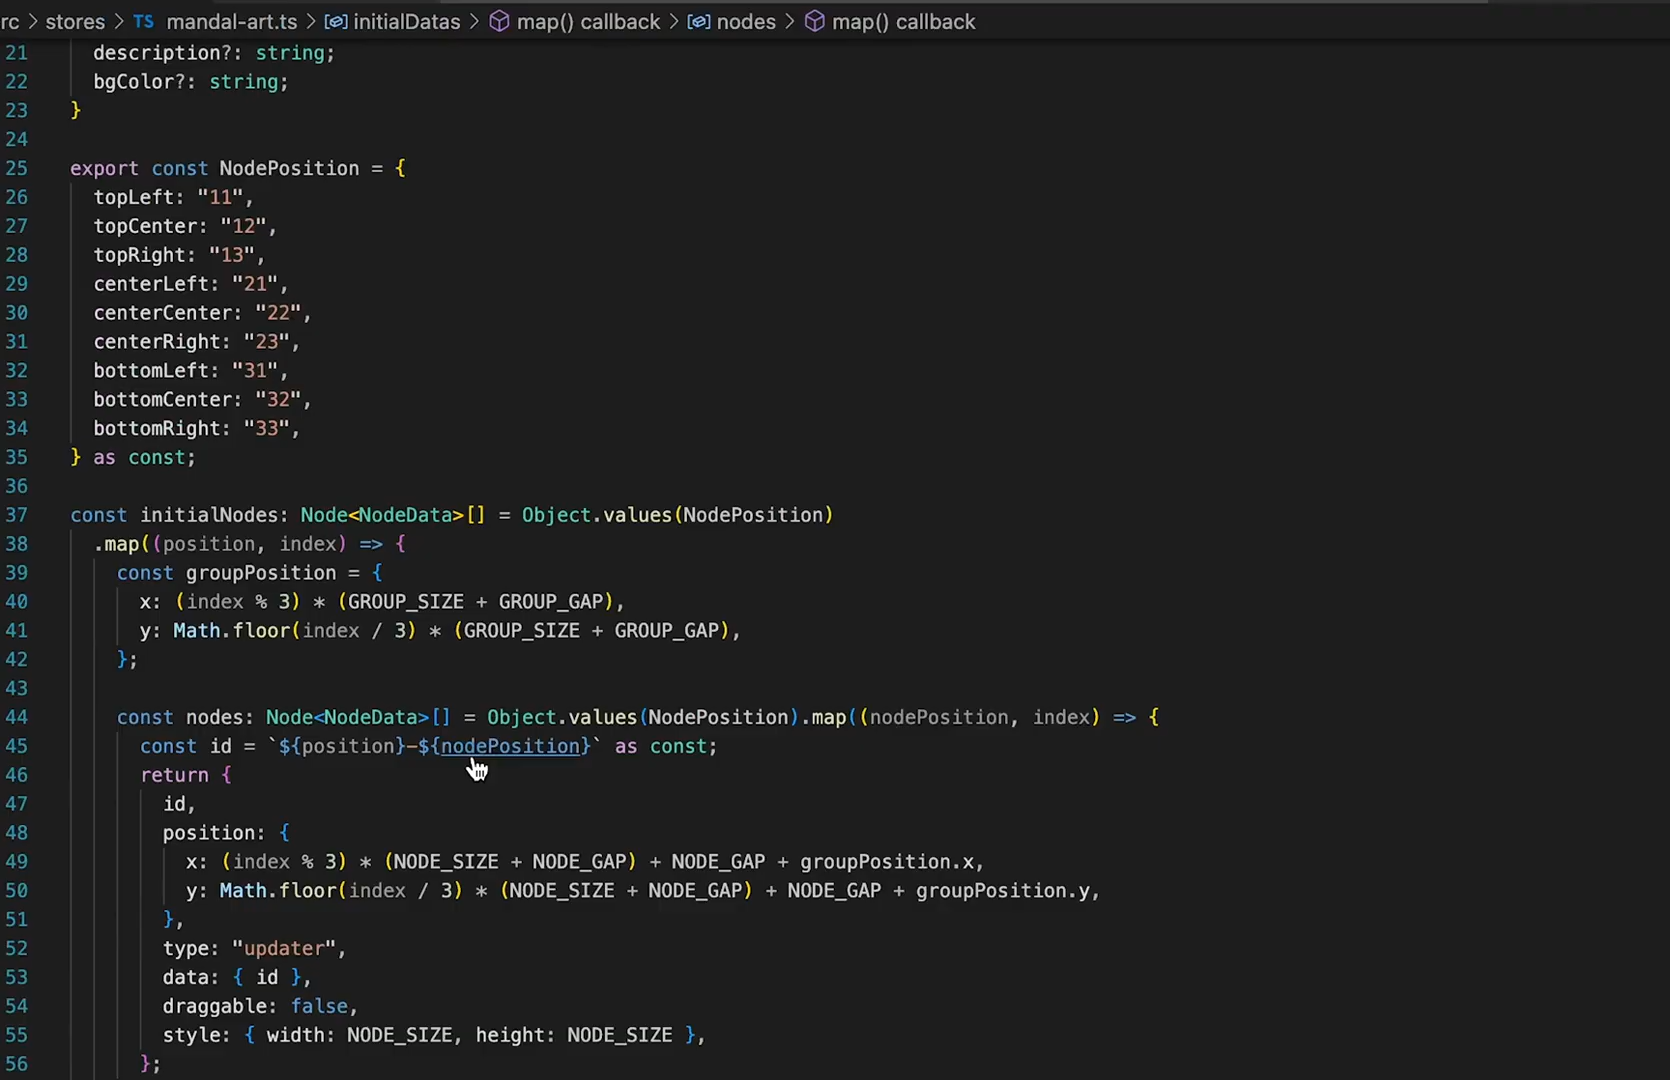 rc > stores > TS mandal-art.ts > initialDatas > map() callback > nodes > map() callback
21 description?: string;
22 bgColor?: string;
23 }
24
25 export const NodePosition = {
26 topLeft: "11",
27 topCenter: "12",
28 topRight: "13",
29 centerLeft: "21",
30 centerCenter: "22",
31 centerRight: "23",
32 bottomLeft: "31",
33 bottomCenter: "32",
34 bottomRight: "33",
35 } as const;
36
37 const initialNodes: Node<NodeData>[] = Object.values(NodePosition)
38 .map((position, index) => {
39 const groupPosition = {
40 x: (index % 3) * (GROUP_SIZE + GROUP_GAP),
41 y: Math.floor(index / 3) * (GROUP_SIZE + GROUP_GAP),
42 };
43
44 const nodes: Node<NodeData>[] = Object.values(NodePosition).map((nodePosition, index) => {
45 const id = `${position}-${nodePosition}` as const;
46 return {
47 id,
48 position: {
49 x: (index % 3) * (NODE_SIZE + NODE_GAP) + NODE_GAP + groupPosition.x,
50 y: Math.floor(index / 3) * (NODE_SIZE + NODE_GAP) + NODE_GAP + groupPosition.y,
51 },
52 type: "updater",
53 data: { id },
54 draggable: false,
55 style: { width: NODE_SIZE, height: NODE_SIZE },
56 };